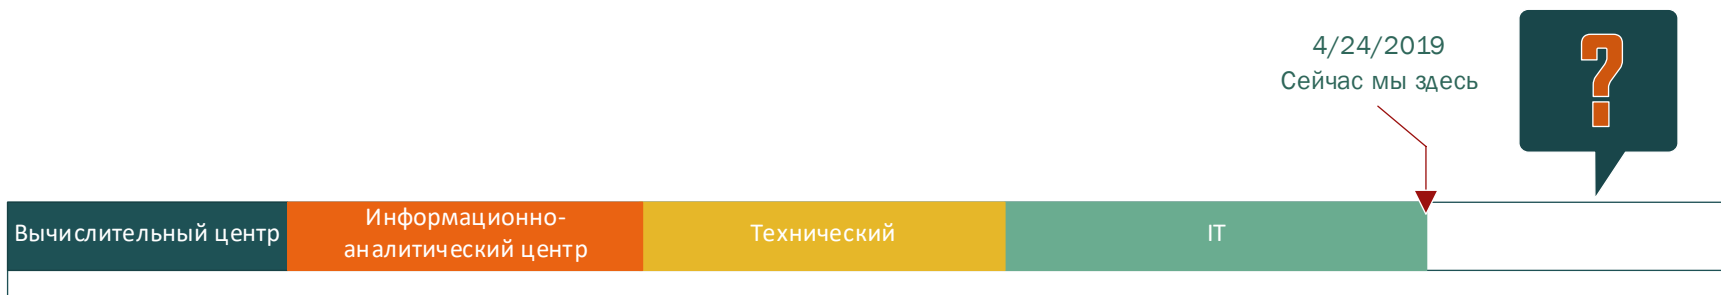 4/24/2019
Сейчас мы здесь
?
Вычислительный центр
Информационно-
аналитический центр
Технический
IT